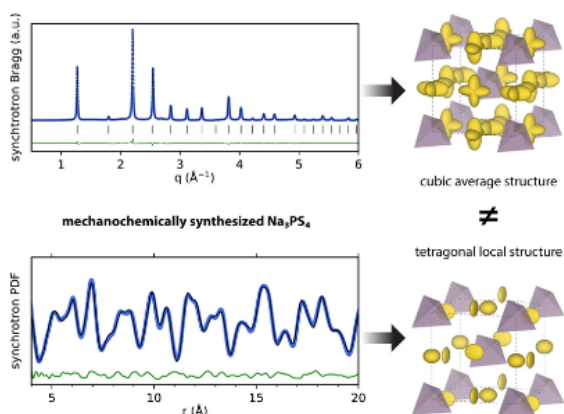 synchtrotron Bragg (a.u.)
1 2 3 4 5 6
q (Å⁻¹)
cubic average structure
≠
mechanochemically synthesized Na₃PS₄
tetragonal local structure
synchrotron PDF
5 10 15 20
r (Å)